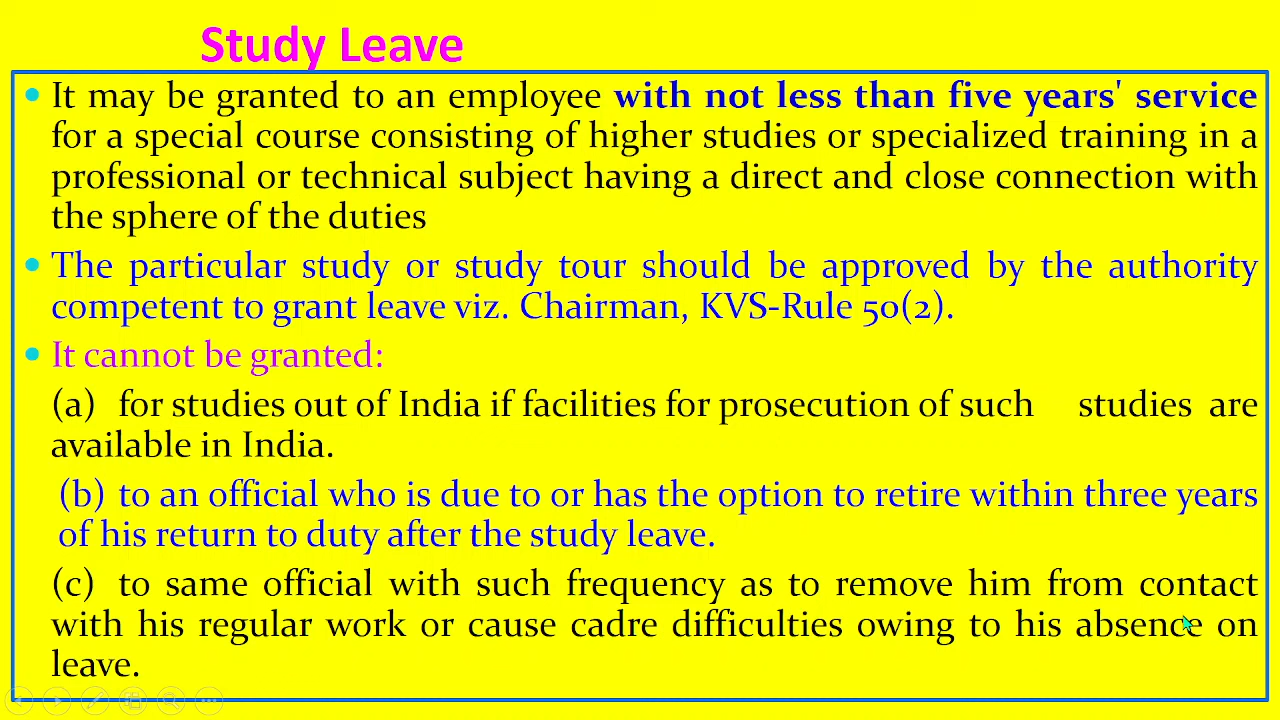 Study Leave
• It may be granted to an employee with not less than five years' service
for a special course consisting of higher studies or specialized training in a
professional or technical subject having a direct and close connection with
the sphere of the duties
• The particular study or study tour should be approved by the authority
competent to grant leave viz. Chairman, KVS-Rule 50(2).
• It cannot be granted:
(a) for studies out of India if facilities for prosecution of such studies are
available in India.
(b) to an official who is due to or has the option to retire within three years
of his return to duty after the study leave.
(c) to same official with such frequency as to remove him from contact
with his regular work or cause cadre difficulties owing to his absence on
leave.